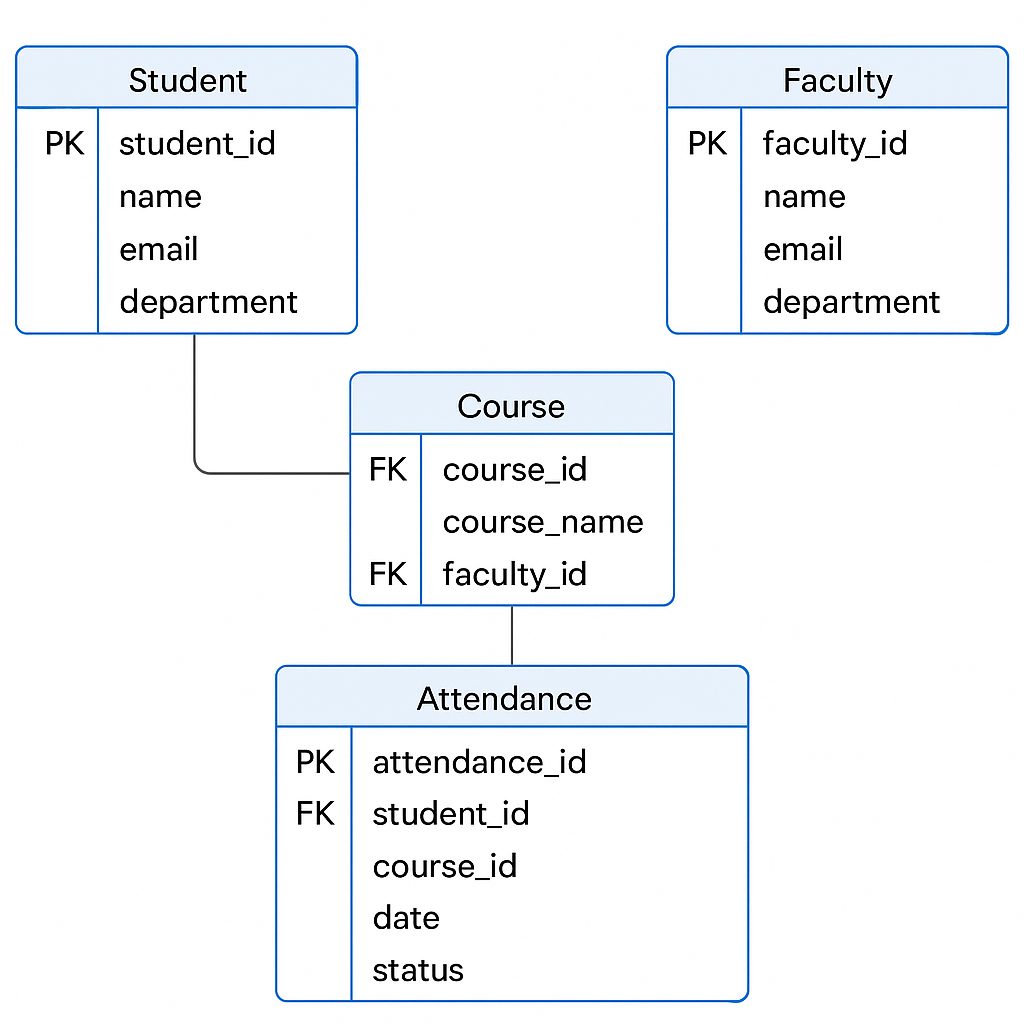 Student
PK student_id
name
email
department
Faculty
PK faculty_id
name
email
department
Course
FK course_id
course_name
FK faculty_id
Attendance
PK attendance_id
FK student_id
course_id
date
status